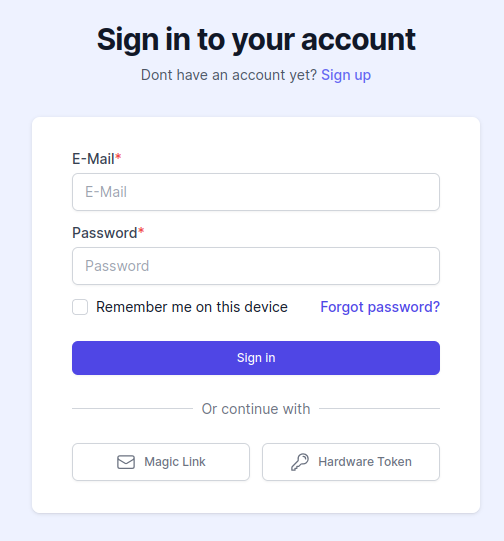 Sign in to your account
Dont have an account yet? Sign up
E-Mail*
E-Mail
Password*
Password
Remember me on this device Forgot password?
Sign in
Or continue with
Magic Link Hardware Token